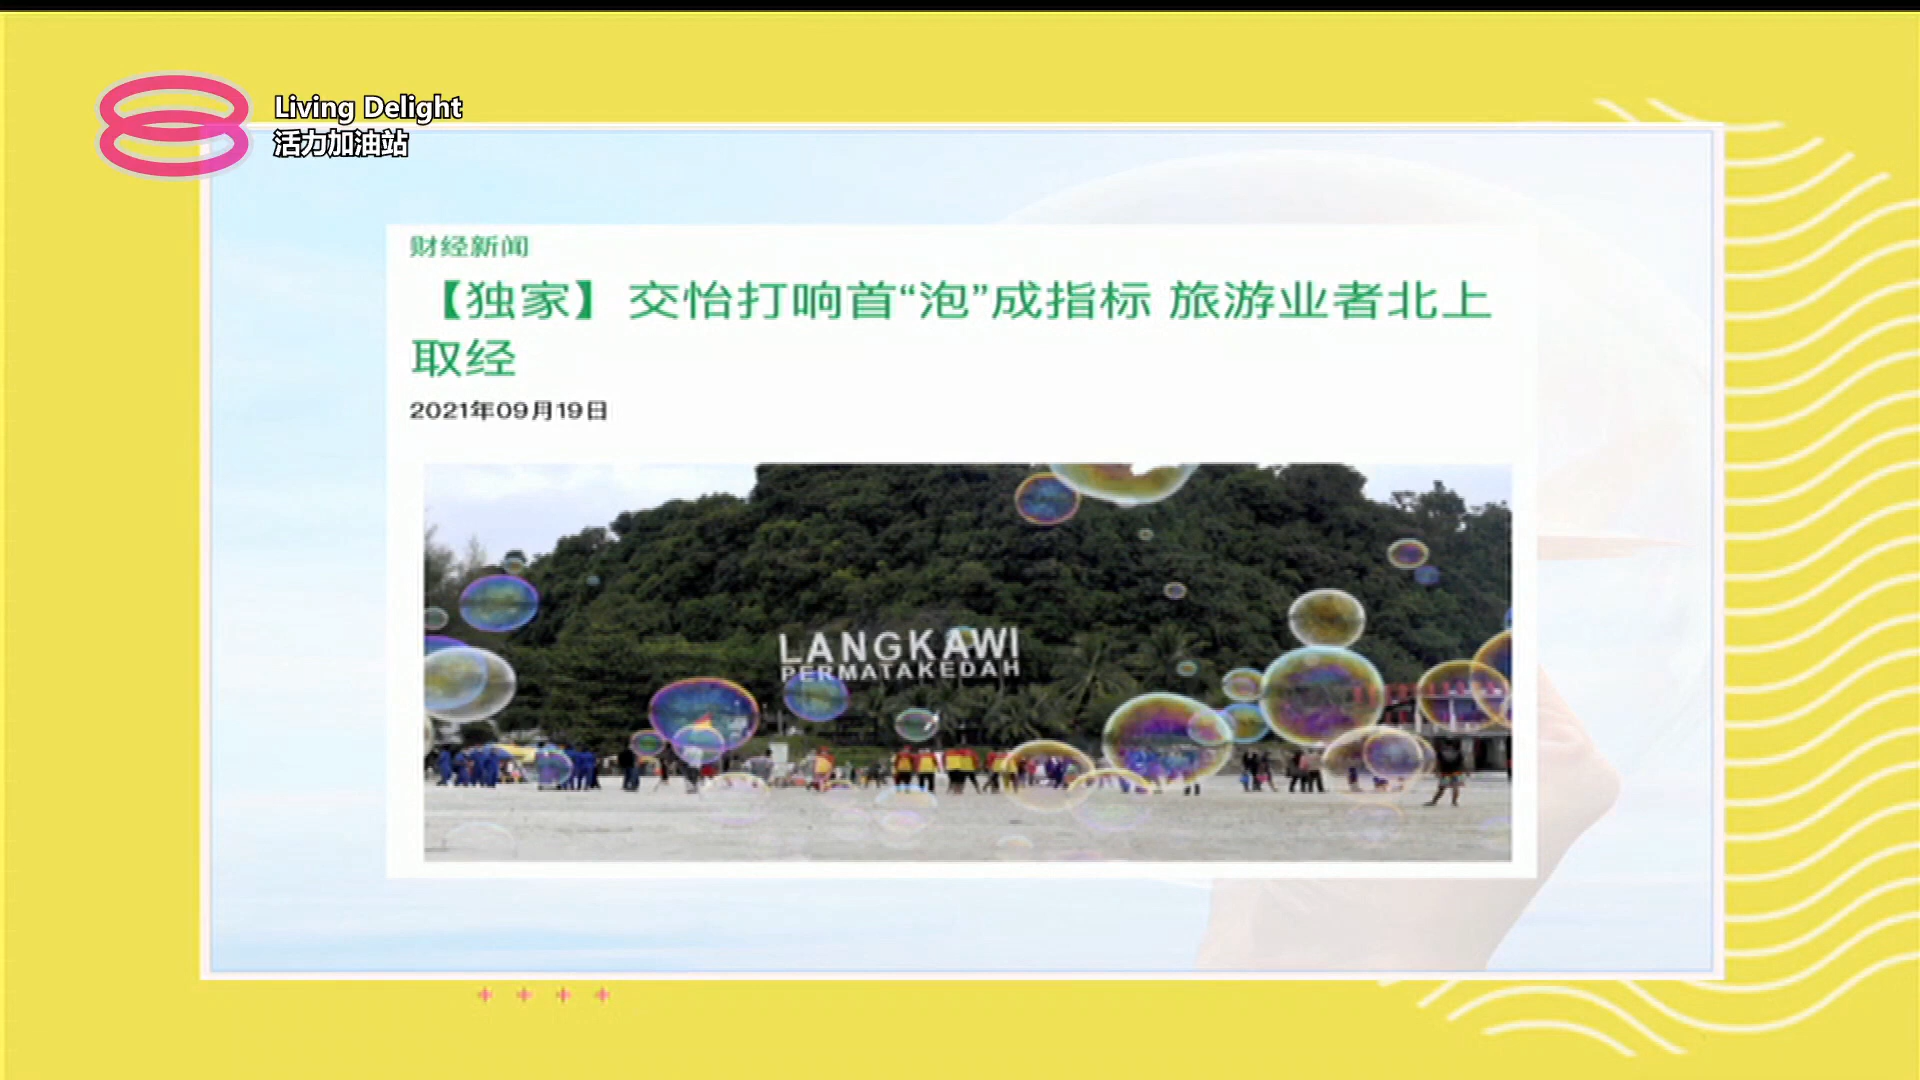 Living Delight
活力加油站
财经新闻
【独家】交怡打响首“泡”成指标 旅游业者北上
取经
2021年09月19日
LANGKAWI
PERMATA KEDAH